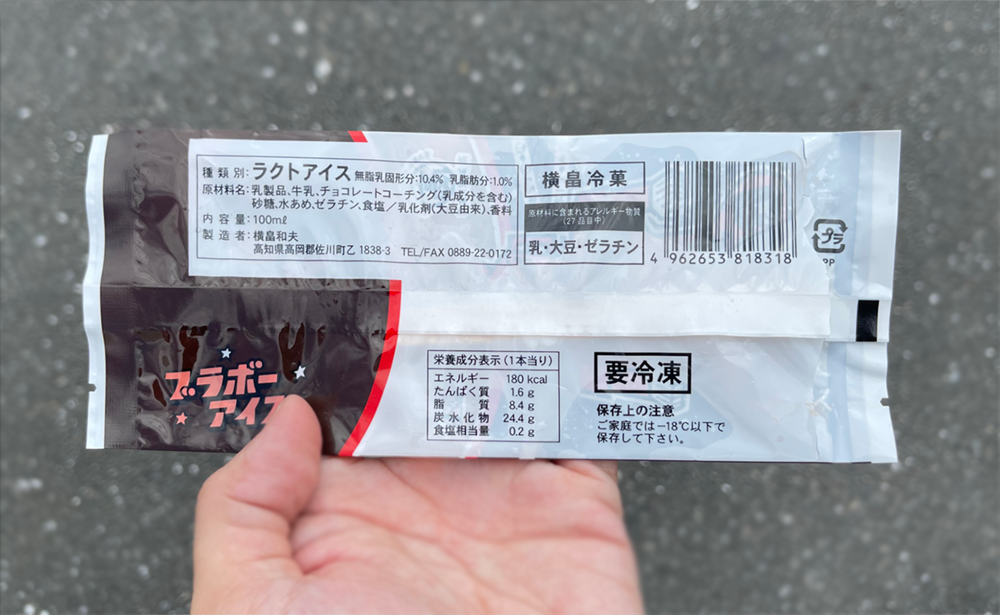 種類別：ラクトアイス 無脂乳固形分：10.4% 乳脂肪分：1.0%
原材料名：乳製品、牛乳、チョコレートコーチング（乳成分を含む）
砂糖、水あめ、ゼラチン、食塩／乳化剤（大豆由来）、香料
内容量：100mℓ
製造者：横畠和夫
高知県高岡郡佐川町乙 1838-3 TEL/FAX 0889-22-0172
横畠冷菓
原材料に含まれるアレルギー物質
（27品目中）
乳・大豆・ゼラチン
4 962653 818318
プラ
PP
ブラボー
アイス
栄養成分表示（1本当り）
エネルギー 180 kcal
たんぱく質 1.6 g
脂質 8.4 g
炭水化物 24.4 g
食塩相当量 0.2 g
要冷凍
保存上の注意
ご家庭では−18℃以下で
保存して下さい。